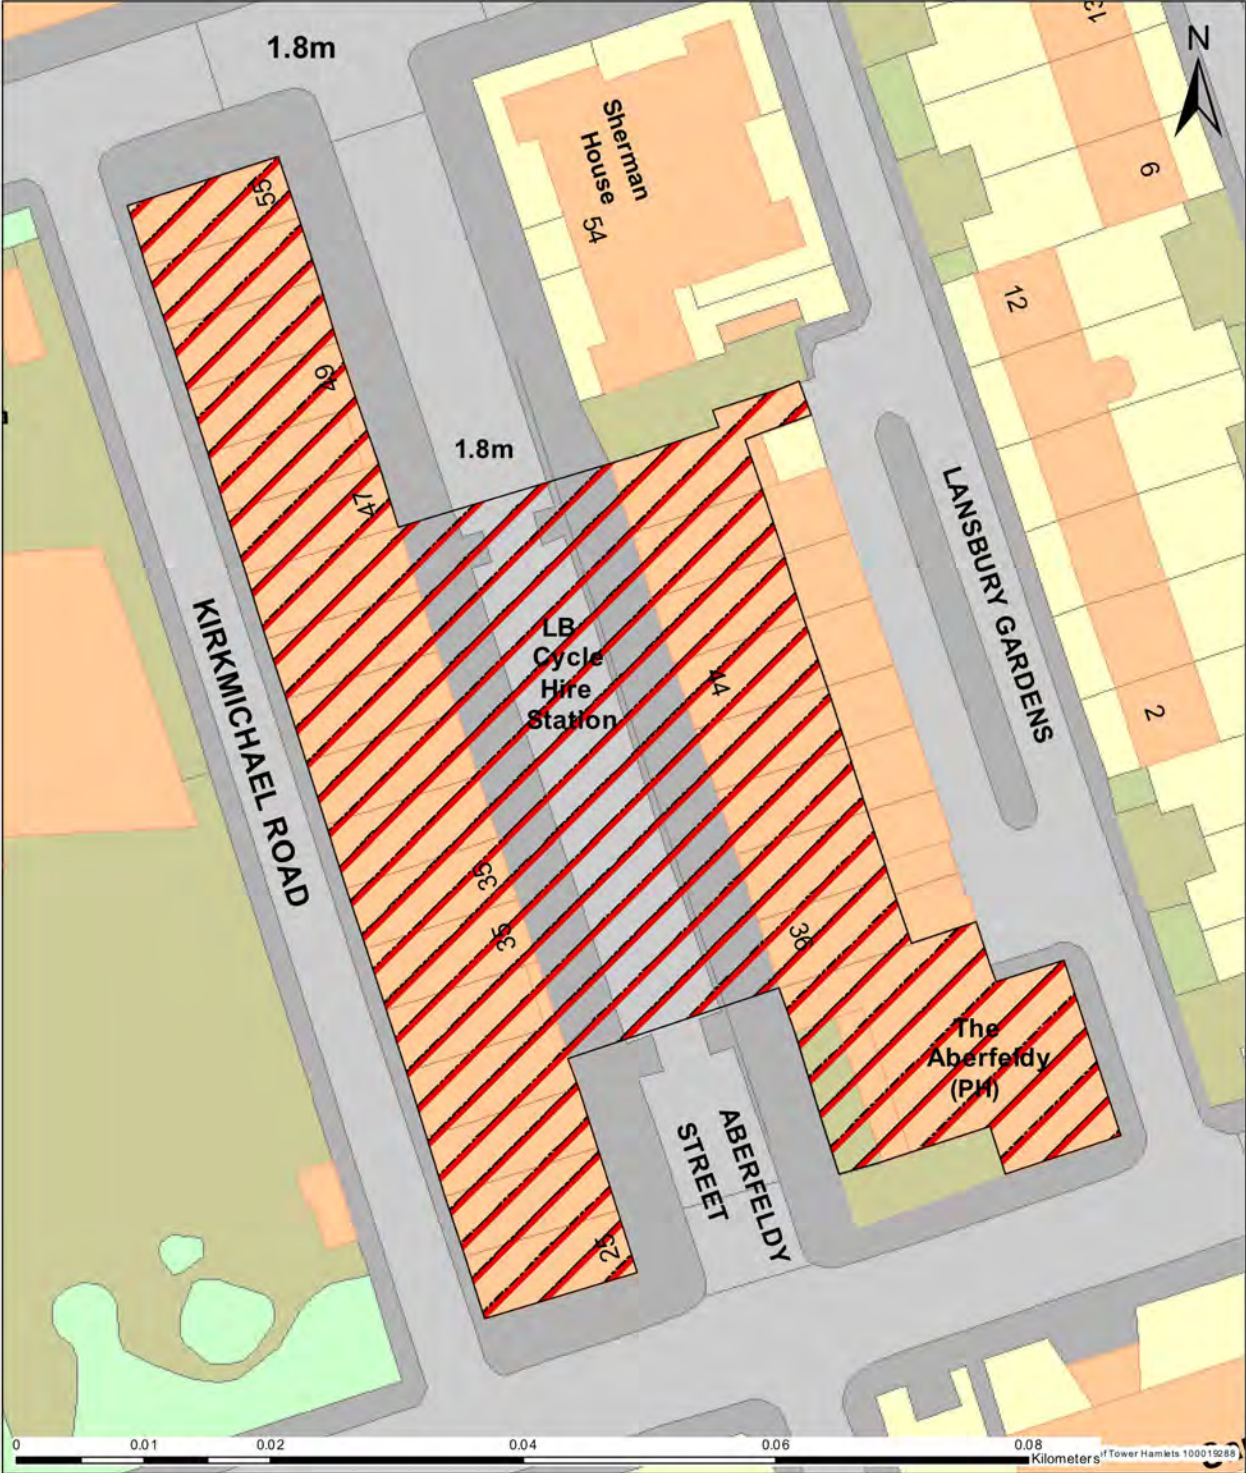 1.8m
N
13
6
Sherman
House
54
12
55
49
1.8m
47
LANSBURY GARDENS
KIRKMICHAEL ROAD
LB
Cycle
Hire
Station
44
2
35
35
36
The
Aberfeldy
(PH)
ABERFELDY
STREET
25
0 0.01 0.02 0.04 0.06 0.08
Kilometers
of Tower Hamlets 100019288